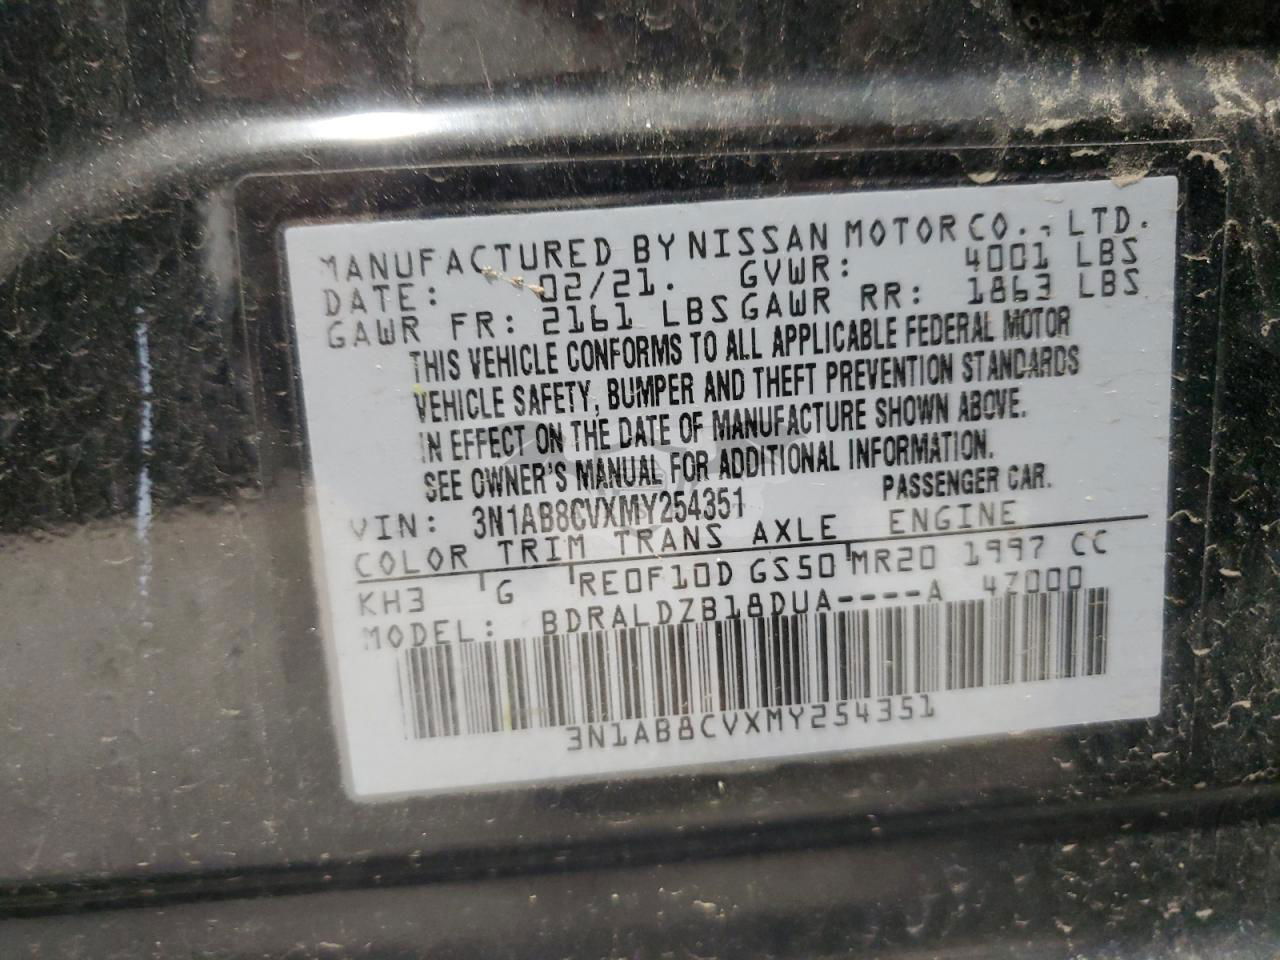 MANUFACTURED BY NISSAN MOTOR CO., LTD.
DATE: 02/21. GVWR: 4001 LBS
GAWR FR: 2161 LBS GAWR RR: 1863 LBS
THIS VEHICLE CONFORMS TO ALL APPLICABLE FEDERAL MOTOR
VEHICLE SAFETY, BUMPER AND THEFT PREVENTION STANDARDS
IN EFFECT ON THE DATE OF MANUFACTURE SHOWN ABOVE.
SEE OWNER'S MANUAL FOR ADDITIONAL INFORMATION.
VIN: 3N1AB8CVXMY254351 PASSENGER CAR.
COLOR TRIM TRANS AXLE ENGINE
KH3 G RE0F10D GS50 MR20 1997 CC
MODEL: BDRALDZB18DUA----A 4Z000
3N1AB8CVXMY254351